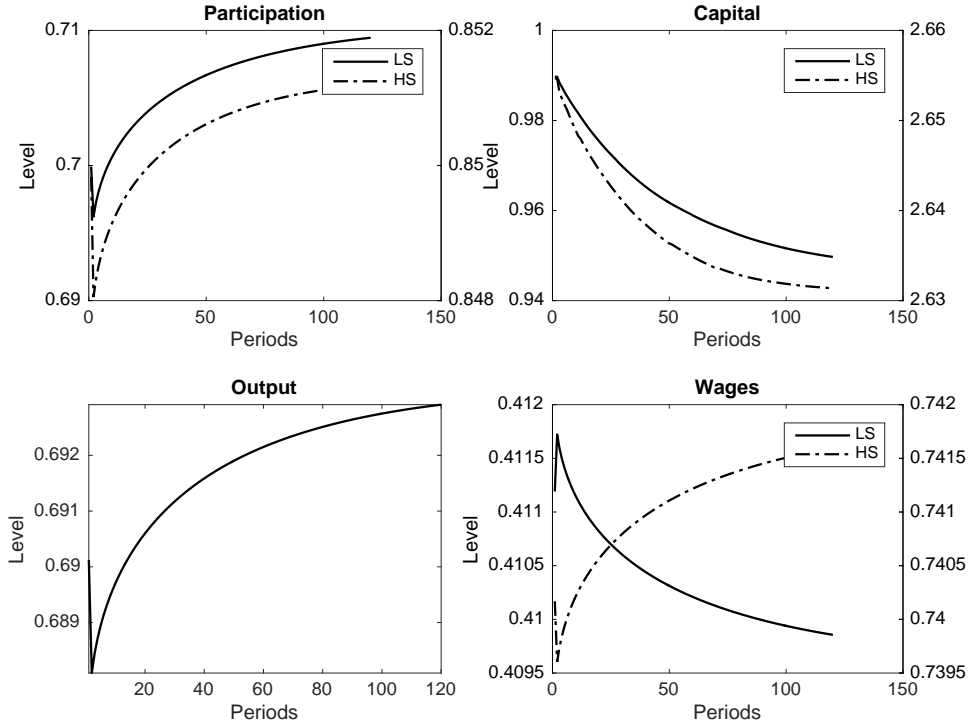 Participation
0.71
0.7
0.69
0.852
0.85
0.848
Level
0
50
100
150
Periods
LS
HS
Capital
1
0.98
0.96
0.94
2.66
2.65
2.64
2.63
Level
0
50
100
150
Periods
LS
HS
Output
0.692
0.691
0.69
0.689
Level
20
40
60
80
100
120
Periods
Wages
0.412
0.4115
0.411
0.4105
0.41
0.4095
0.742
0.7415
0.741
0.7405
0.74
0.7395
Level
0
50
100
150
Periods
LS
HS